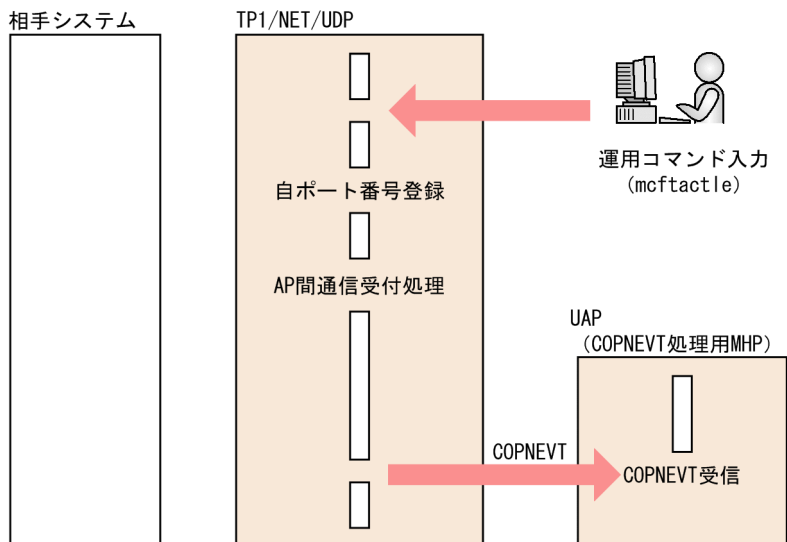 相手システム
TP1/NET/UDP
運用コマンド入力
(mcftactle)
自ポート番号登録
AP間通信受付処理
UAP
（COPNEVT処理用MHP）
COPNEVT
COPNEVT受信